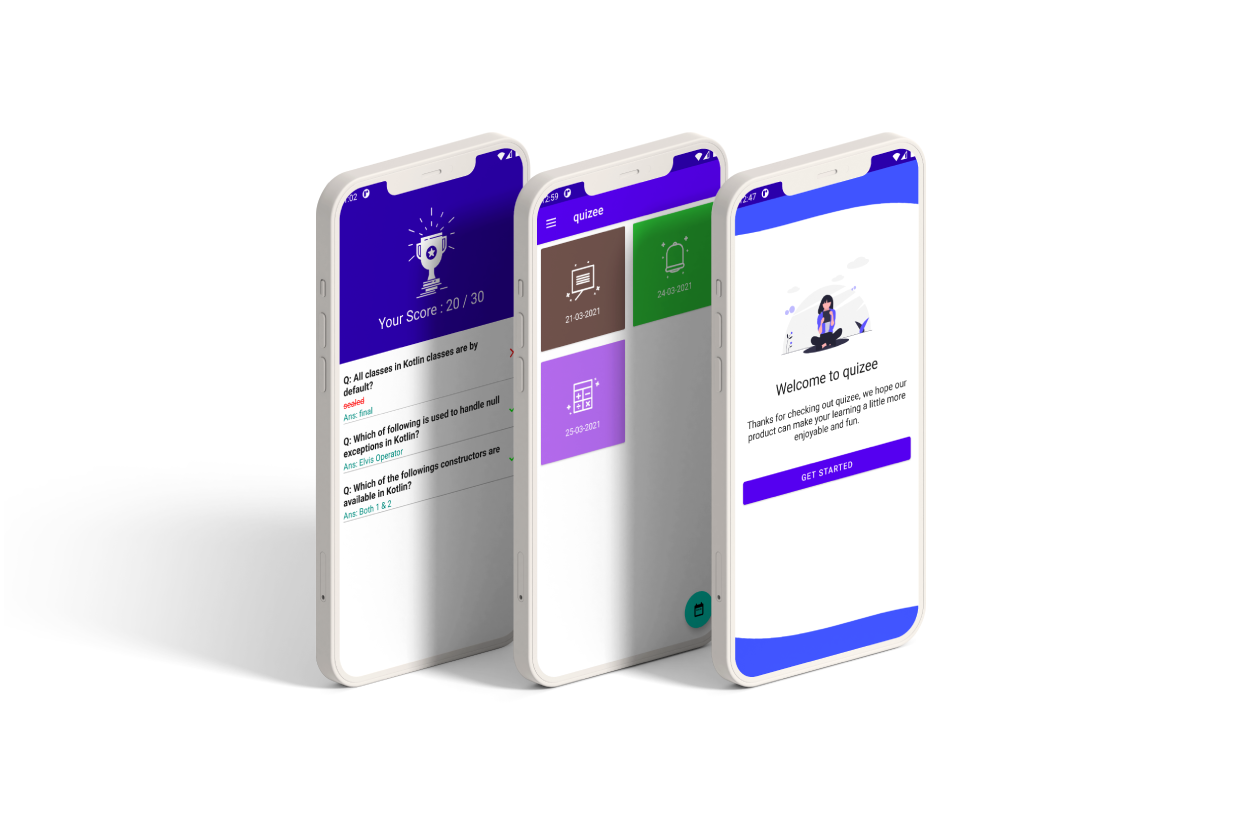 :02
Your Score : 20 / 30
Q: All classes in Kotlin classes are by
default?
sealed
Ans: final
Q: Which of following is used to handle null
exceptions in Kotlin?
Ans: Elvis Operator
Q: Which of the followings constructors are
available in Kotlin?
Ans: Both 1 & 2
2:59
quizee
21-03-2021
24-03-2021
25-03-2021
2:47
Welcome to quizee
Thanks for checking out quizee, we hope our
product can make your learning a little more
enjoyable and fun.
GET STARTED